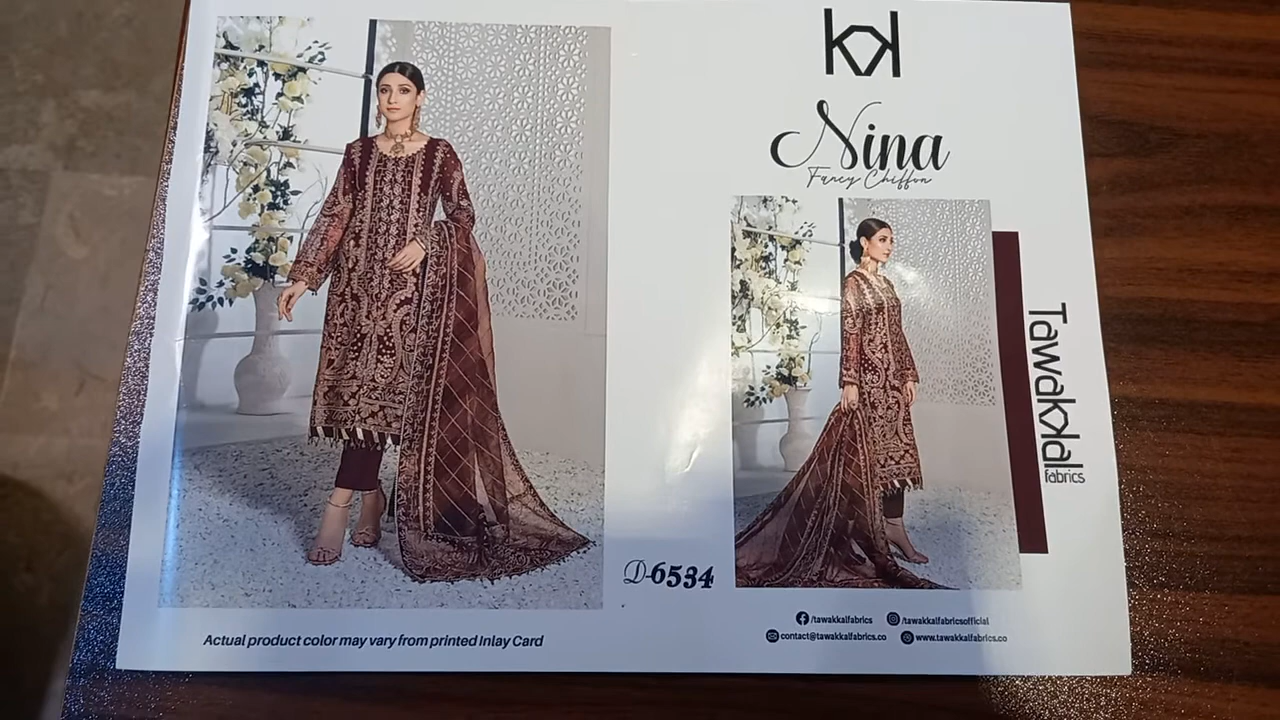 kk
Nina
Fancy Chiffon
Tawakkal
fabrics
D-6534
/tawakkalfabrics
/tawakkalfabricsofficial
contact@tawakkalfabrics.co
www.tawakkalfabrics.co
Actual product color may vary from printed Inlay Card